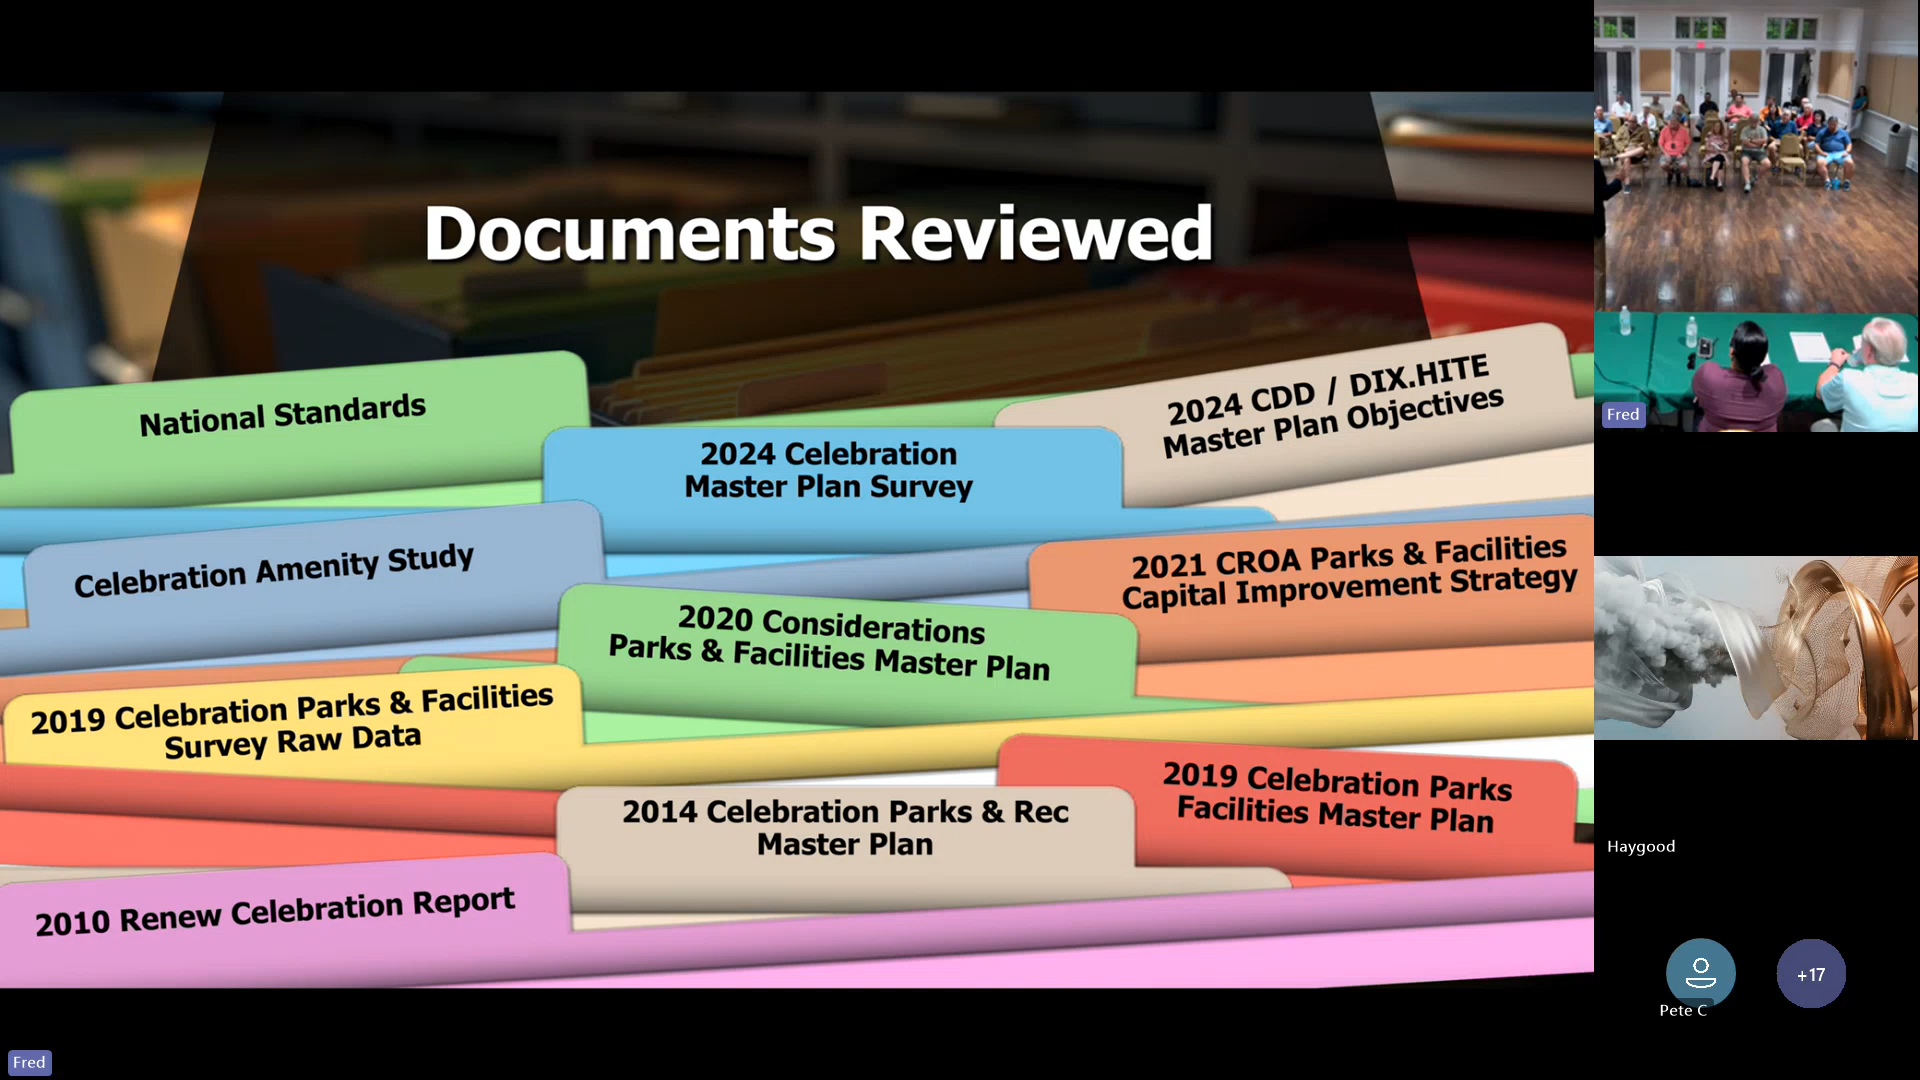 Documents Reviewed
National Standards
2024 CDD / DIX.HITE
Master Plan Objectives
2024 Celebration
Master Plan Survey
Celebration Amenity Study
2021 CROA Parks & Facilities
Capital Improvement Strategy
2020 Considerations
Parks & Facilities Master Plan
2019 Celebration Parks & Facilities
Survey Raw Data
2019 Celebration Parks
Facilities Master Plan
2014 Celebration Parks & Rec
Master Plan
2010 Renew Celebration Report
Fred
Fred
Haygood
Pete C
+17